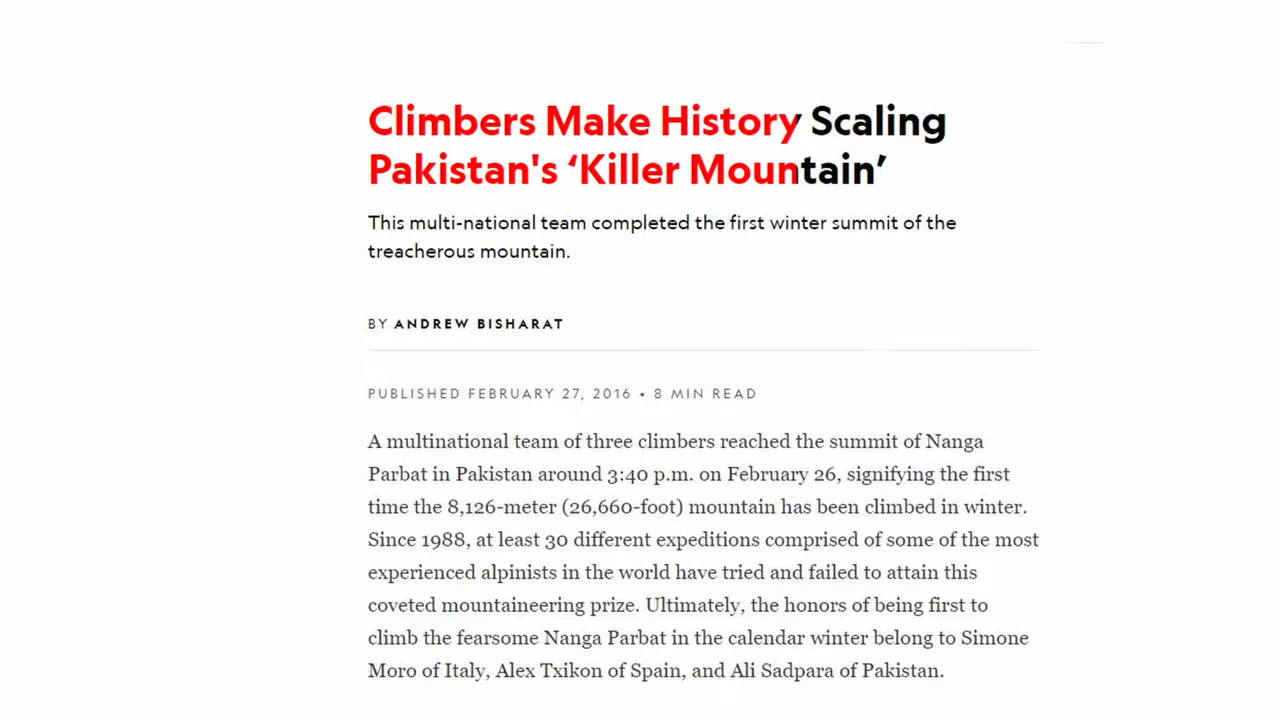 Climbers Make History Scaling
Pakistan's ‘Killer Mountain’
This multi-national team completed the first winter summit of the
treacherous mountain.
BY ANDREW BISHARAT
PUBLISHED FEBRUARY 27, 2016 • 8 MIN READ
A multinational team of three climbers reached the summit of Nanga
Parbat in Pakistan around 3:40 p.m. on February 26, signifying the first
time the 8,126-meter (26,660-foot) mountain has been climbed in winter.
Since 1988, at least 30 different expeditions comprised of some of the most
experienced alpinists in the world have tried and failed to attain this
coveted mountaineering prize. Ultimately, the honors of being first to
climb the fearsome Nanga Parbat in the calendar winter belong to Simone
Moro of Italy, Alex Txikon of Spain, and Ali Sadpara of Pakistan.